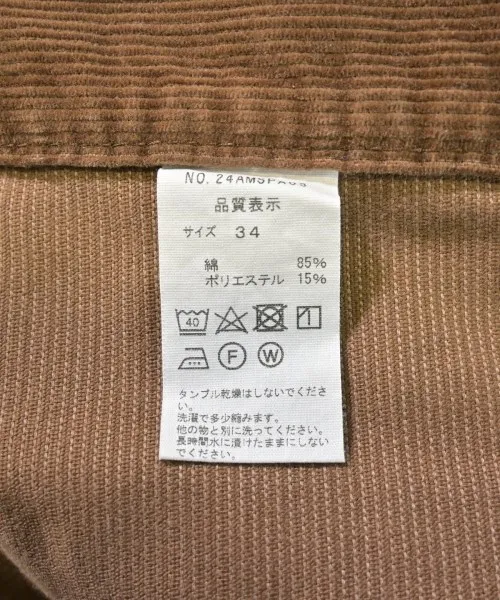 品質表示
サイズ 34
綿 85%
ポリエステル 15%
40
F W
タンブル乾燥はしないでくださ
い。
洗濯で多少縮みます。
他の物と別に洗ってください。
長時間水に漬けたままにしない
でください。